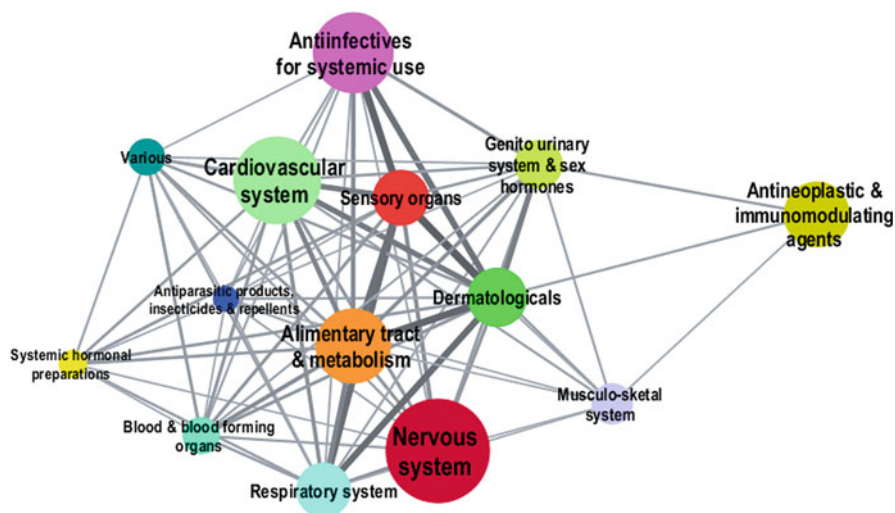 Antiinfectives
for systemic use
Various
Cardiovascular
system
Sensory organs
Genito urinary
system & sex
hormones
Antineoplastic &
immunomodulating
agents
Antiparasitic products,
insecticides & repellents
Dermatologicals
Alimentary tract
& metabolism
Systemic hormonal
preparations
Musculo-sketal
system
Blood & blood forming
organs
Nervous
system
Respiratory system